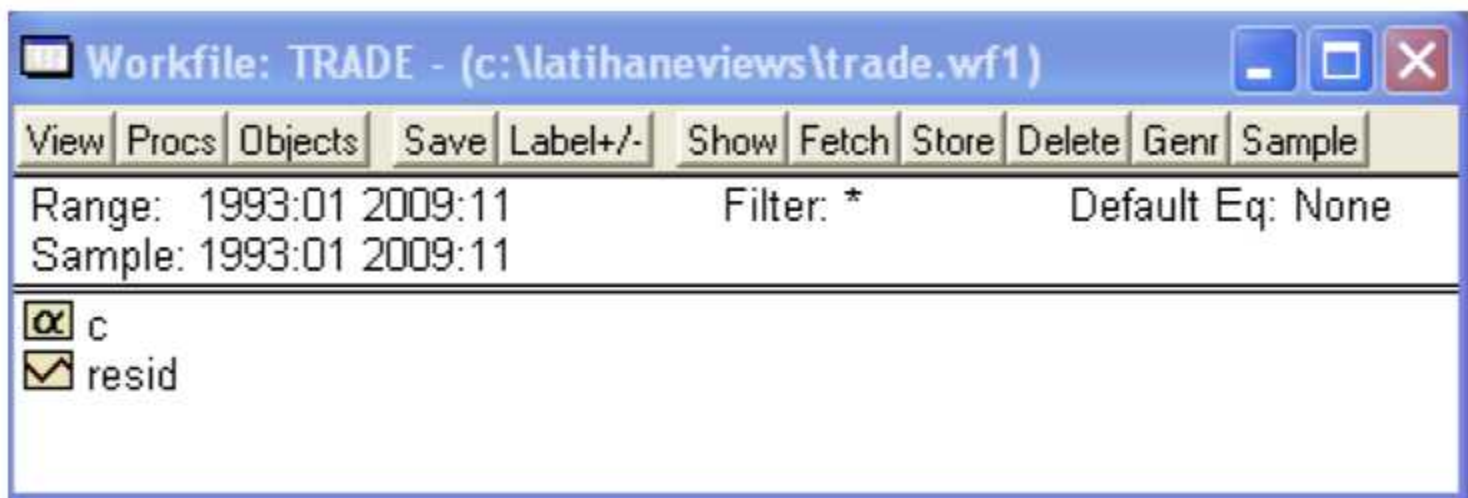 Workfile: TRADE - (c:\latihaneviews\trade.wf1)
View Procs Objects Save Label+/- Show Fetch Store Delete Genr Sample
Range: 1993:01 2009:11 Filter: * Default Eq: None
Sample: 1993:01 2009:11
α c
resid